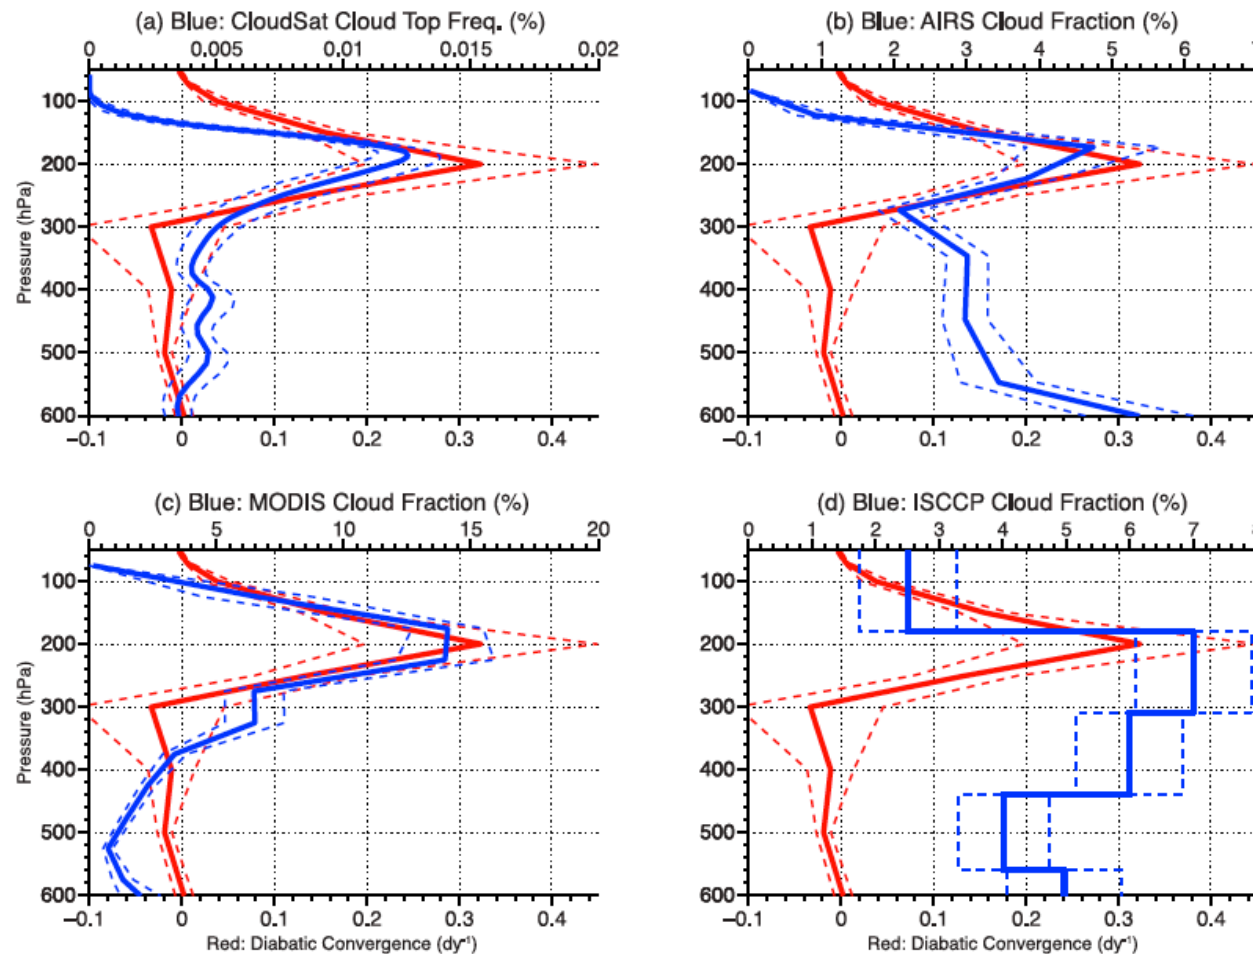 (a) Blue: CloudSat Cloud Top Freq. (%)
0 0.005 0.01 0.015 0.02
Pressure (hPa)
100
200
300
400
500
600
−0.1 0 0.1 0.2 0.3 0.4
(b) Blue: AIRS Cloud Fraction (%)
0 1 2 3 4 5 6
100
200
300
400
500
600
−0.1 0 0.1 0.2 0.3 0.4
(c) Blue: MODIS Cloud Fraction (%)
0 5 10 15 20
Pressure (hPa)
100
200
300
400
500
600
−0.1 0 0.1 0.2 0.3 0.4
Red: Diabatic Convergence (dy⁻¹)
(d) Blue: ISCCP Cloud Fraction (%)
0 1 2 3 4 5 6 7 8
100
200
300
400
500
600
−0.1 0 0.1 0.2 0.3 0.4
Red: Diabatic Convergence (dy⁻¹)